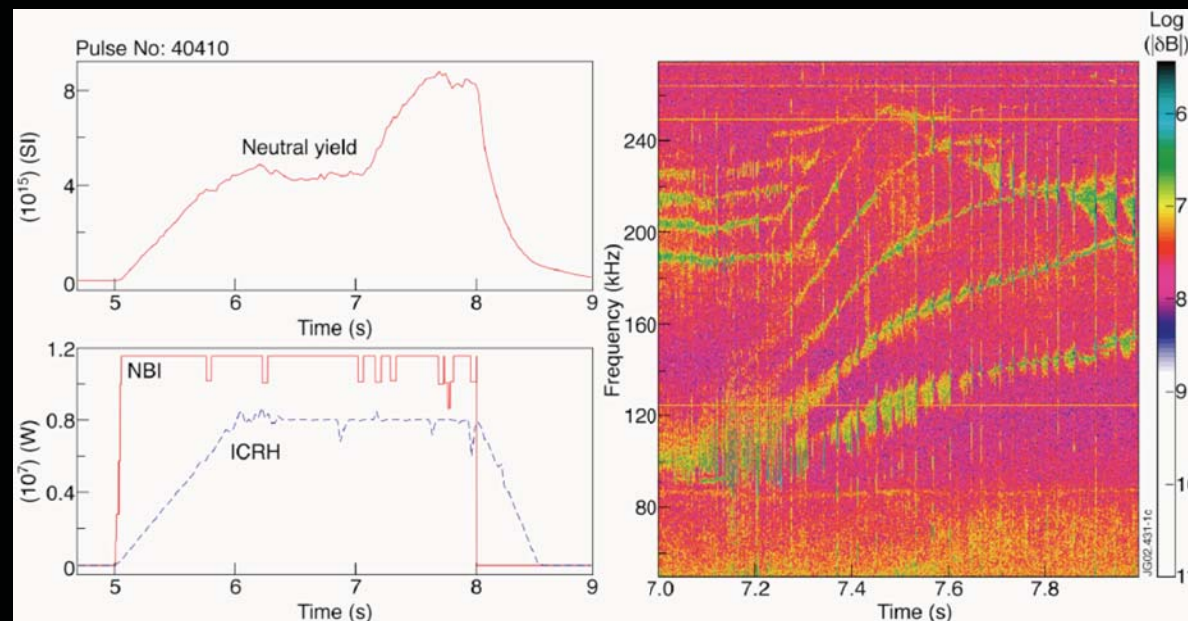 Pulse No: 40410
(10¹⁵) (SI)
8
4
0
Neutral yield
5 6 7 8 9
Time (s)
(10⁷) (W)
1.2
0.8
0.4
0
NBI
ICRH
5 6 7 8 9
Time (s)
Frequency (kHz)
240
200
160
120
80
7.0 7.2 7.4 7.6 7.8
Time (s)
JG02.431-1c
Log
(|δB|)
–6
–7
–8
–9
–10
–11